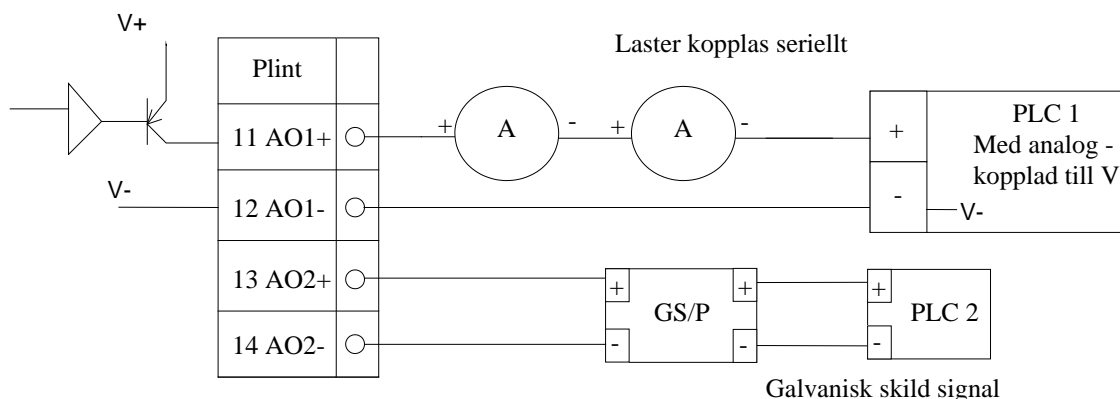 V+
Laster kopplas seriellt
Plint
11 AO1+
+ A - + A -
+
PLC 1
Med analog -
kopplad till V
V-
12 AO1-
-
V-
13 AO2+
+ +
+
GS/P
PLC 2
14 AO2-
- -
-
Galvanisk skild signal